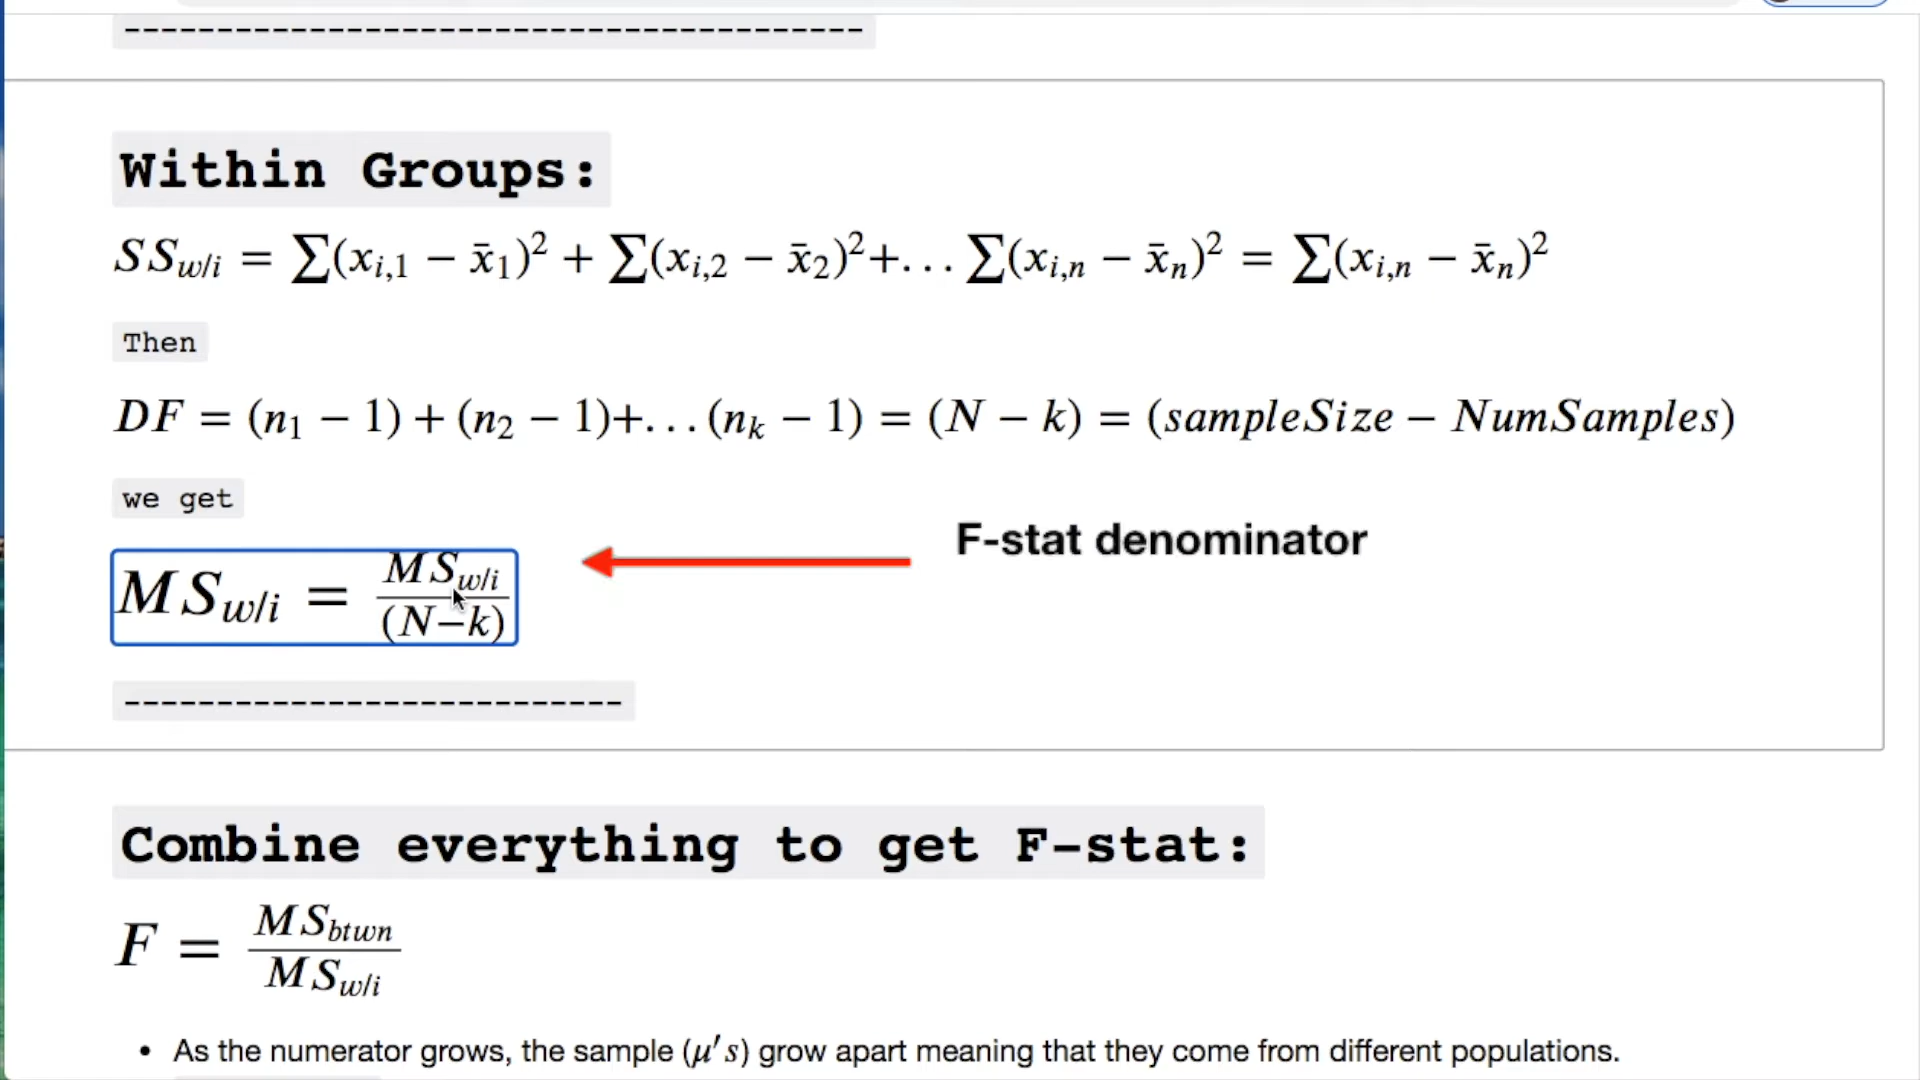 ---------------------------------------
Within Groups:
SS_{w/i} = ∑(x_{i,1} − x̄_1)² + ∑(x_{i,2} − x̄_2)²+... ∑(x_{i,n} − x̄_n)² = ∑(x_{i,n} − x̄_n)²
Then
DF = (n_1 − 1) + (n_2 − 1)+... (n_k − 1) = (N − k) = (sampleSize − NumSamples)
we get
F-stat denominator
MS_{w/i} = \frac{MS_{w/i}}{(N−k)}
---------------------------
Combine everything to get F-stat:
F = \frac{MS_{btwn}}{MS_{w/i}}
• As the numerator grows, the sample (μ′s) grow apart meaning that they come from different populations.